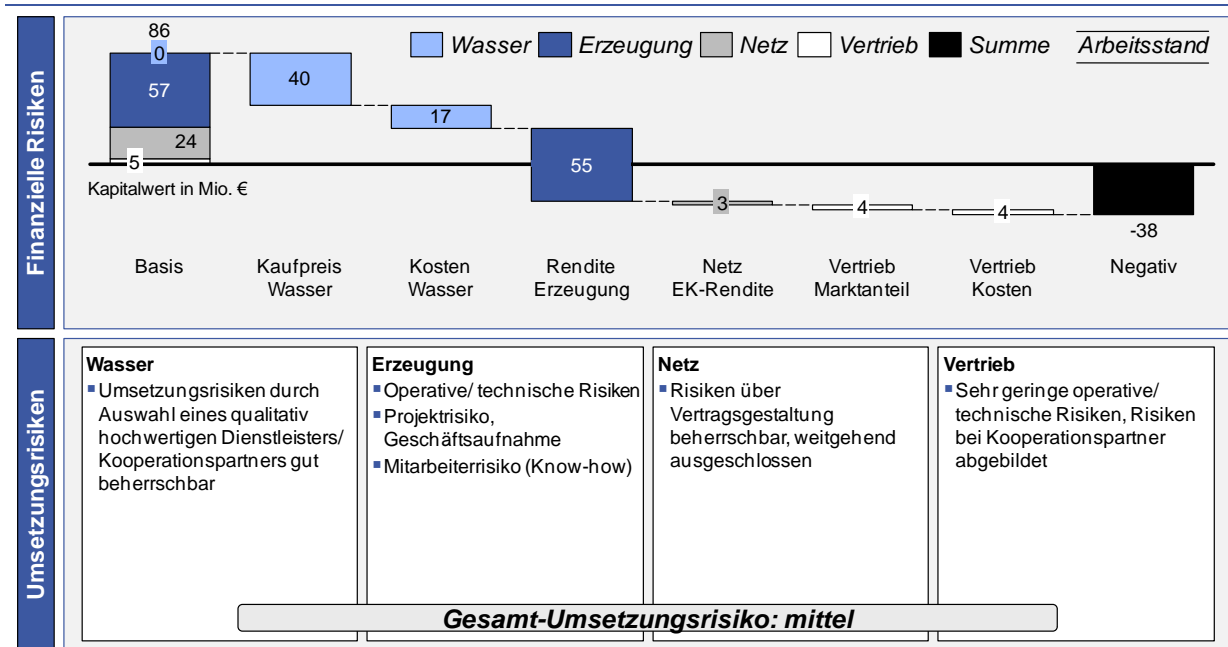 Finanzielle Risiken
86
0
57
24
5
Kapitalwert in Mio. €
Wasser
Erzeugung
Netz
Vertrieb
Summe
Arbeitsstand
40
17
55
3
4
4
-38
Basis
Kaufpreis
Wasser
Kosten
Wasser
Rendite
Erzeugung
Netz
EK-Rendite
Vertrieb
Marktanteil
Vertrieb
Kosten
Negativ
Umsetzungsrisiken
Wasser
Umsetzungsrisiken durch
Auswahl eines qualitativ
hochwertigen Dienstleisters/
Kooperationspartners gut
beherrschbar
Erzeugung
Operative/ technische Risiken
Projektrisiko,
Geschäftsaufnahme
Mitarbeiterrisiko (Know-how)
Netz
Risiken über
Vertragsgestaltung
beherrschbar, weitgehend
ausgeschlossen
Vertrieb
Sehr geringe operative/
technische Risiken, Risiken
bei Kooperationspartner
abgebildet
Gesamt-Umsetzungsrisiko: mittel